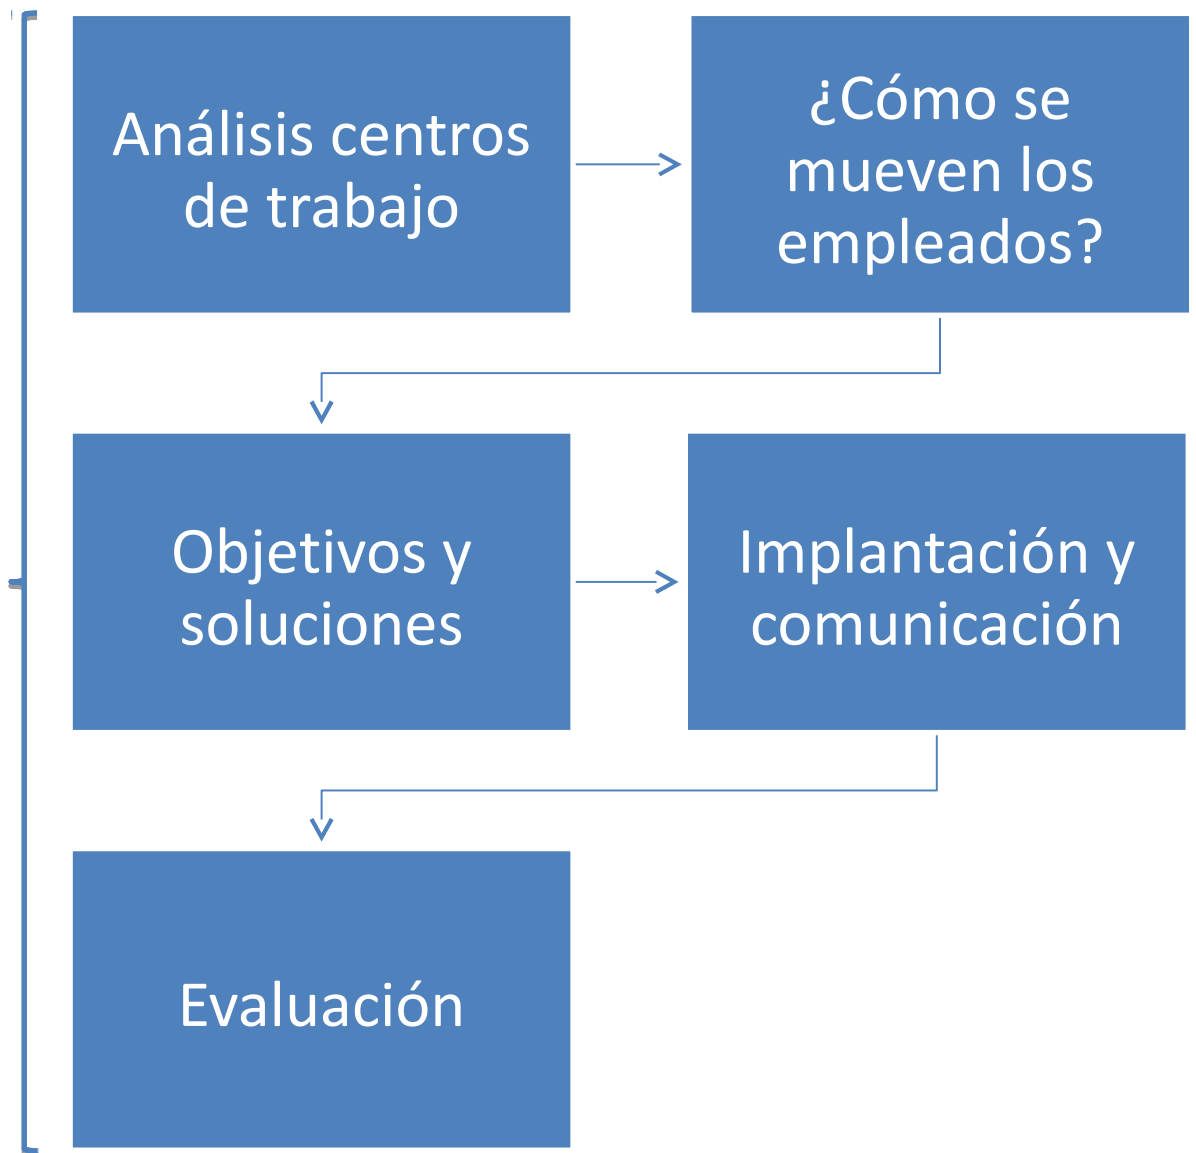 Análisis centros
de trabajo
¿Cómo se
mueven los
empleados?
Objetivos y
soluciones
Implantación y
comunicación
Evaluación